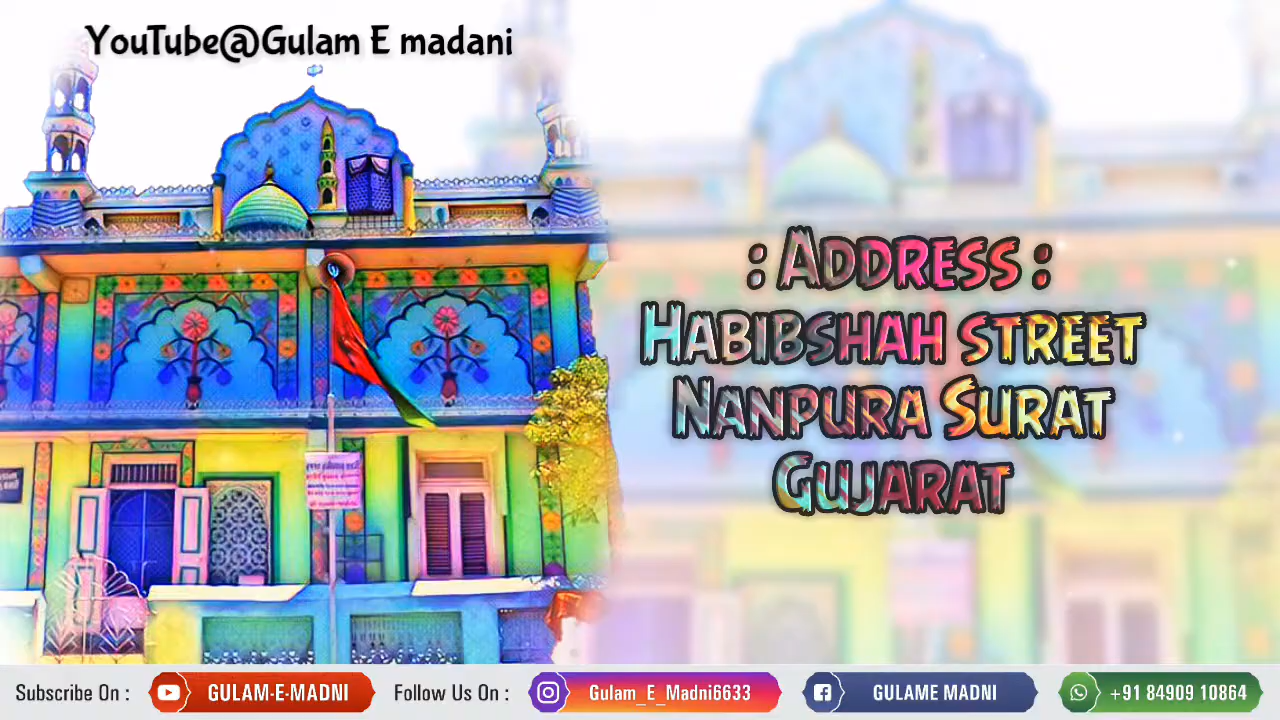 YouTube@Gulam E madani
: Address :
Habibshah street
Nanpura Surat
Gujarat
Subscribe On : GULAM-E-MADNI Follow Us On : Gulam_E_Madni6633 GULAME MADNI +91 84909 10864